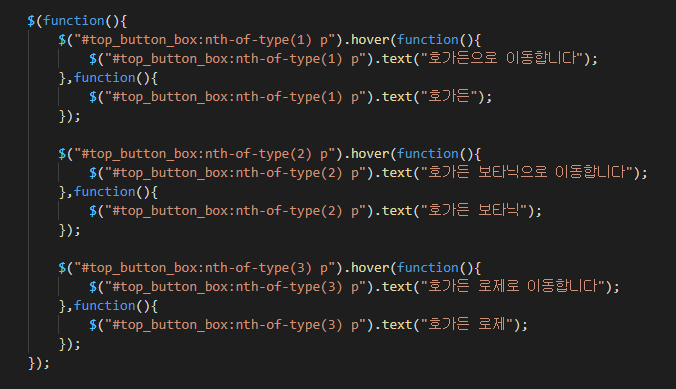 $(function(){
$("#top_button_box:nth-of-type(1) p").hover(function(){
$("#top_button_box:nth-of-type(1) p").text("호가든으로 이동합니다");
},function(){
$("#top_button_box:nth-of-type(1) p").text("호가든");
});
$("#top_button_box:nth-of-type(2) p").hover(function(){
$("#top_button_box:nth-of-type(2) p").text("호가든 보타닉으로 이동합니다");
},function(){
$("#top_button_box:nth-of-type(2) p").text("호가든 보타닉");
});
$("#top_button_box:nth-of-type(3) p").hover(function(){
$("#top_button_box:nth-of-type(3) p").text("호가든 로제로 이동합니다");
},function(){
$("#top_button_box:nth-of-type(3) p").text("호가든 로제");
});
});